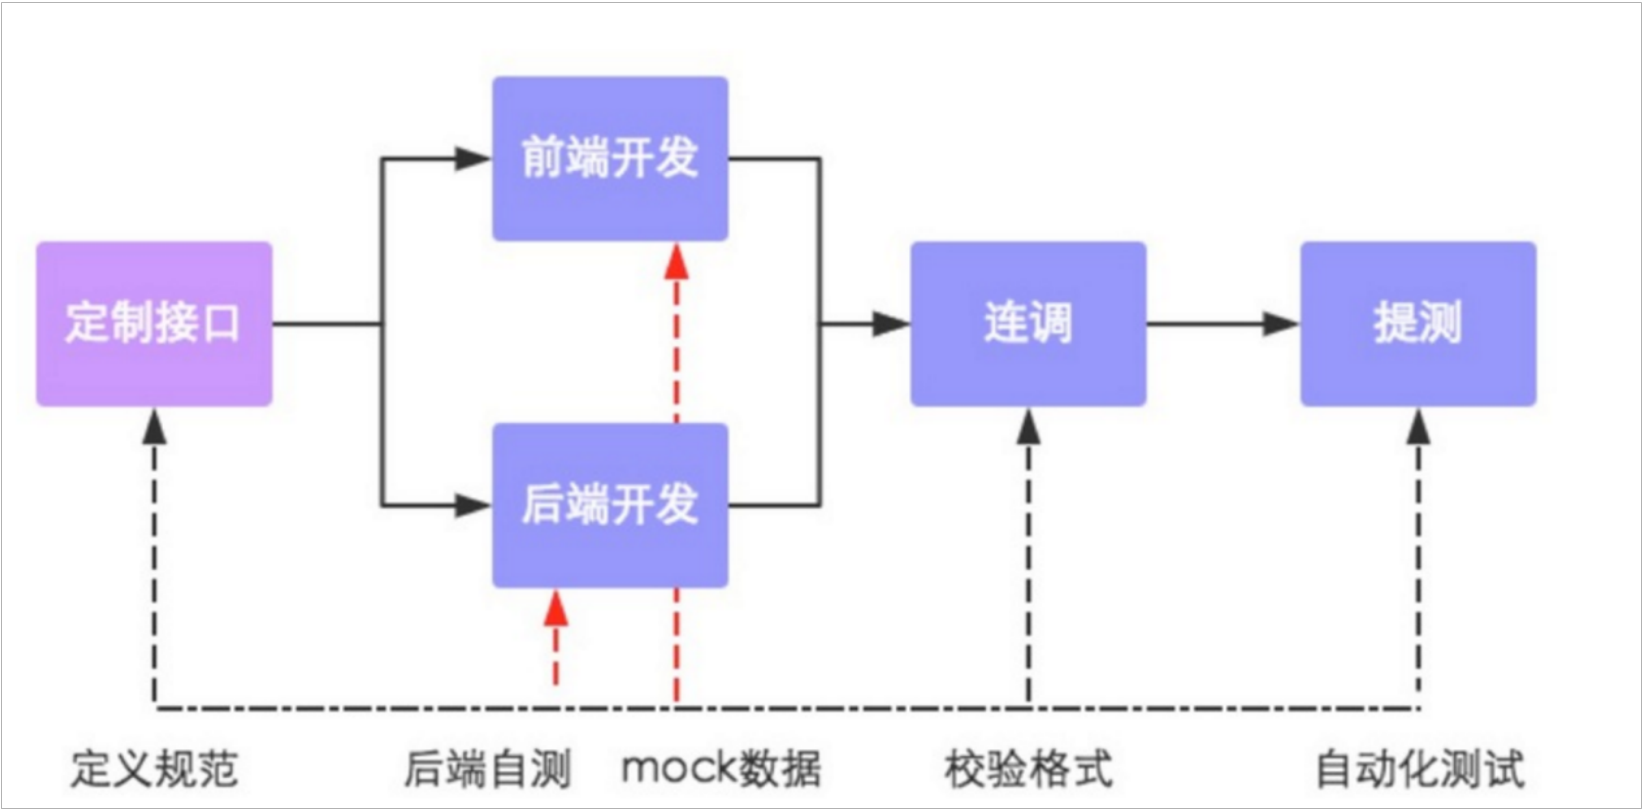 前端开发
定制接口
连调
提测
后端开发
定义规范
后端自测
mock数据
校验格式
自动化测试